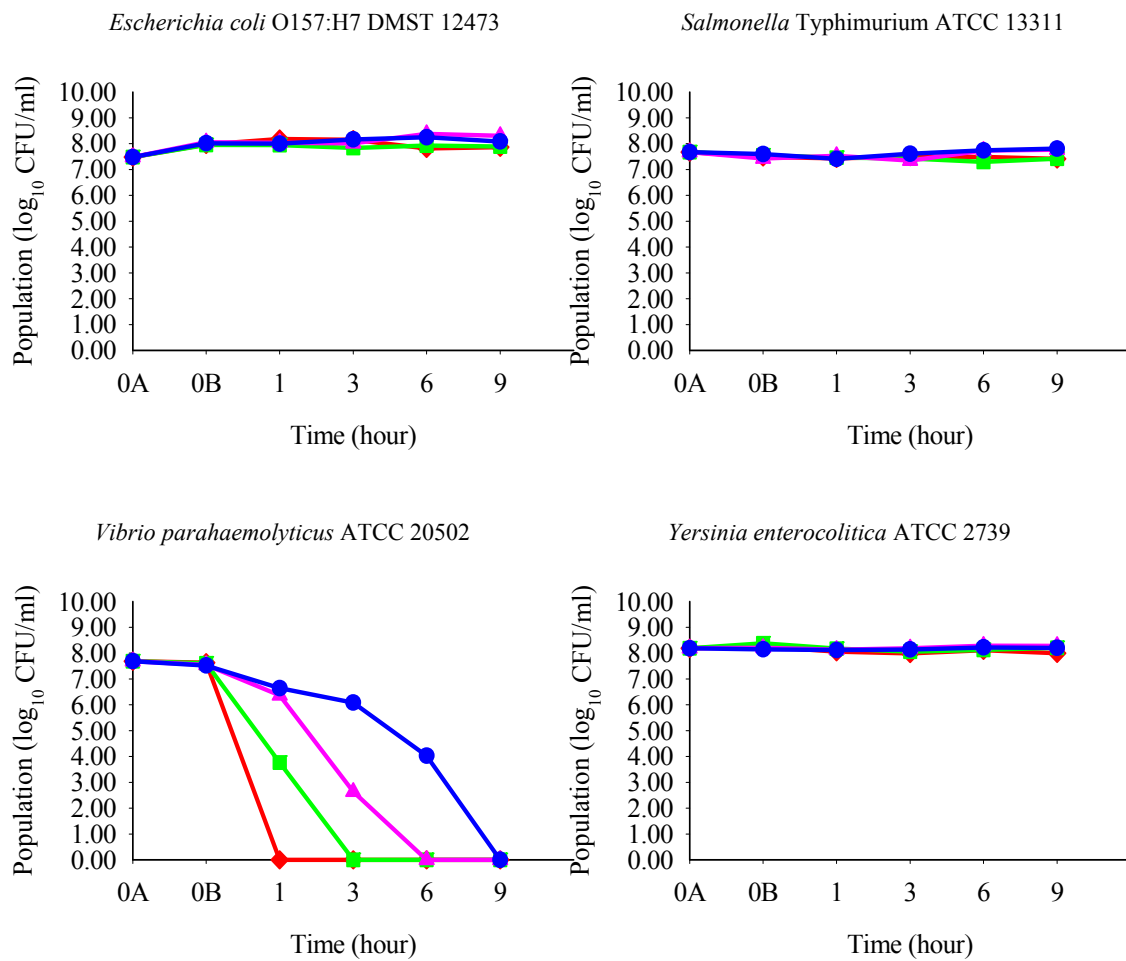 Escherichia coli O157:H7 DMST 12473
Population (log10 CFU/ml)
10.00
9.00
8.00
7.00
6.00
5.00
4.00
3.00
2.00
1.00
0.00
0A 0B 1 3 6 9
Time (hour)
Salmonella Typhimurium ATCC 13311
Population (log10 CFU/ml)
10.00
9.00
8.00
7.00
6.00
5.00
4.00
3.00
2.00
1.00
0.00
0A 0B 1 3 6 9
Time (hour)
Vibrio parahaemolyticus ATCC 20502
Population (log10 CFU/ml)
10.00
9.00
8.00
7.00
6.00
5.00
4.00
3.00
2.00
1.00
0.00
0A 0B 1 3 6 9
Time (hour)
Yersinia enterocolitica ATCC 2739
Population (log10 CFU/ml)
10.00
9.00
8.00
7.00
6.00
5.00
4.00
3.00
2.00
1.00
0.00
0A 0B 1 3 6 9
Time (hour)